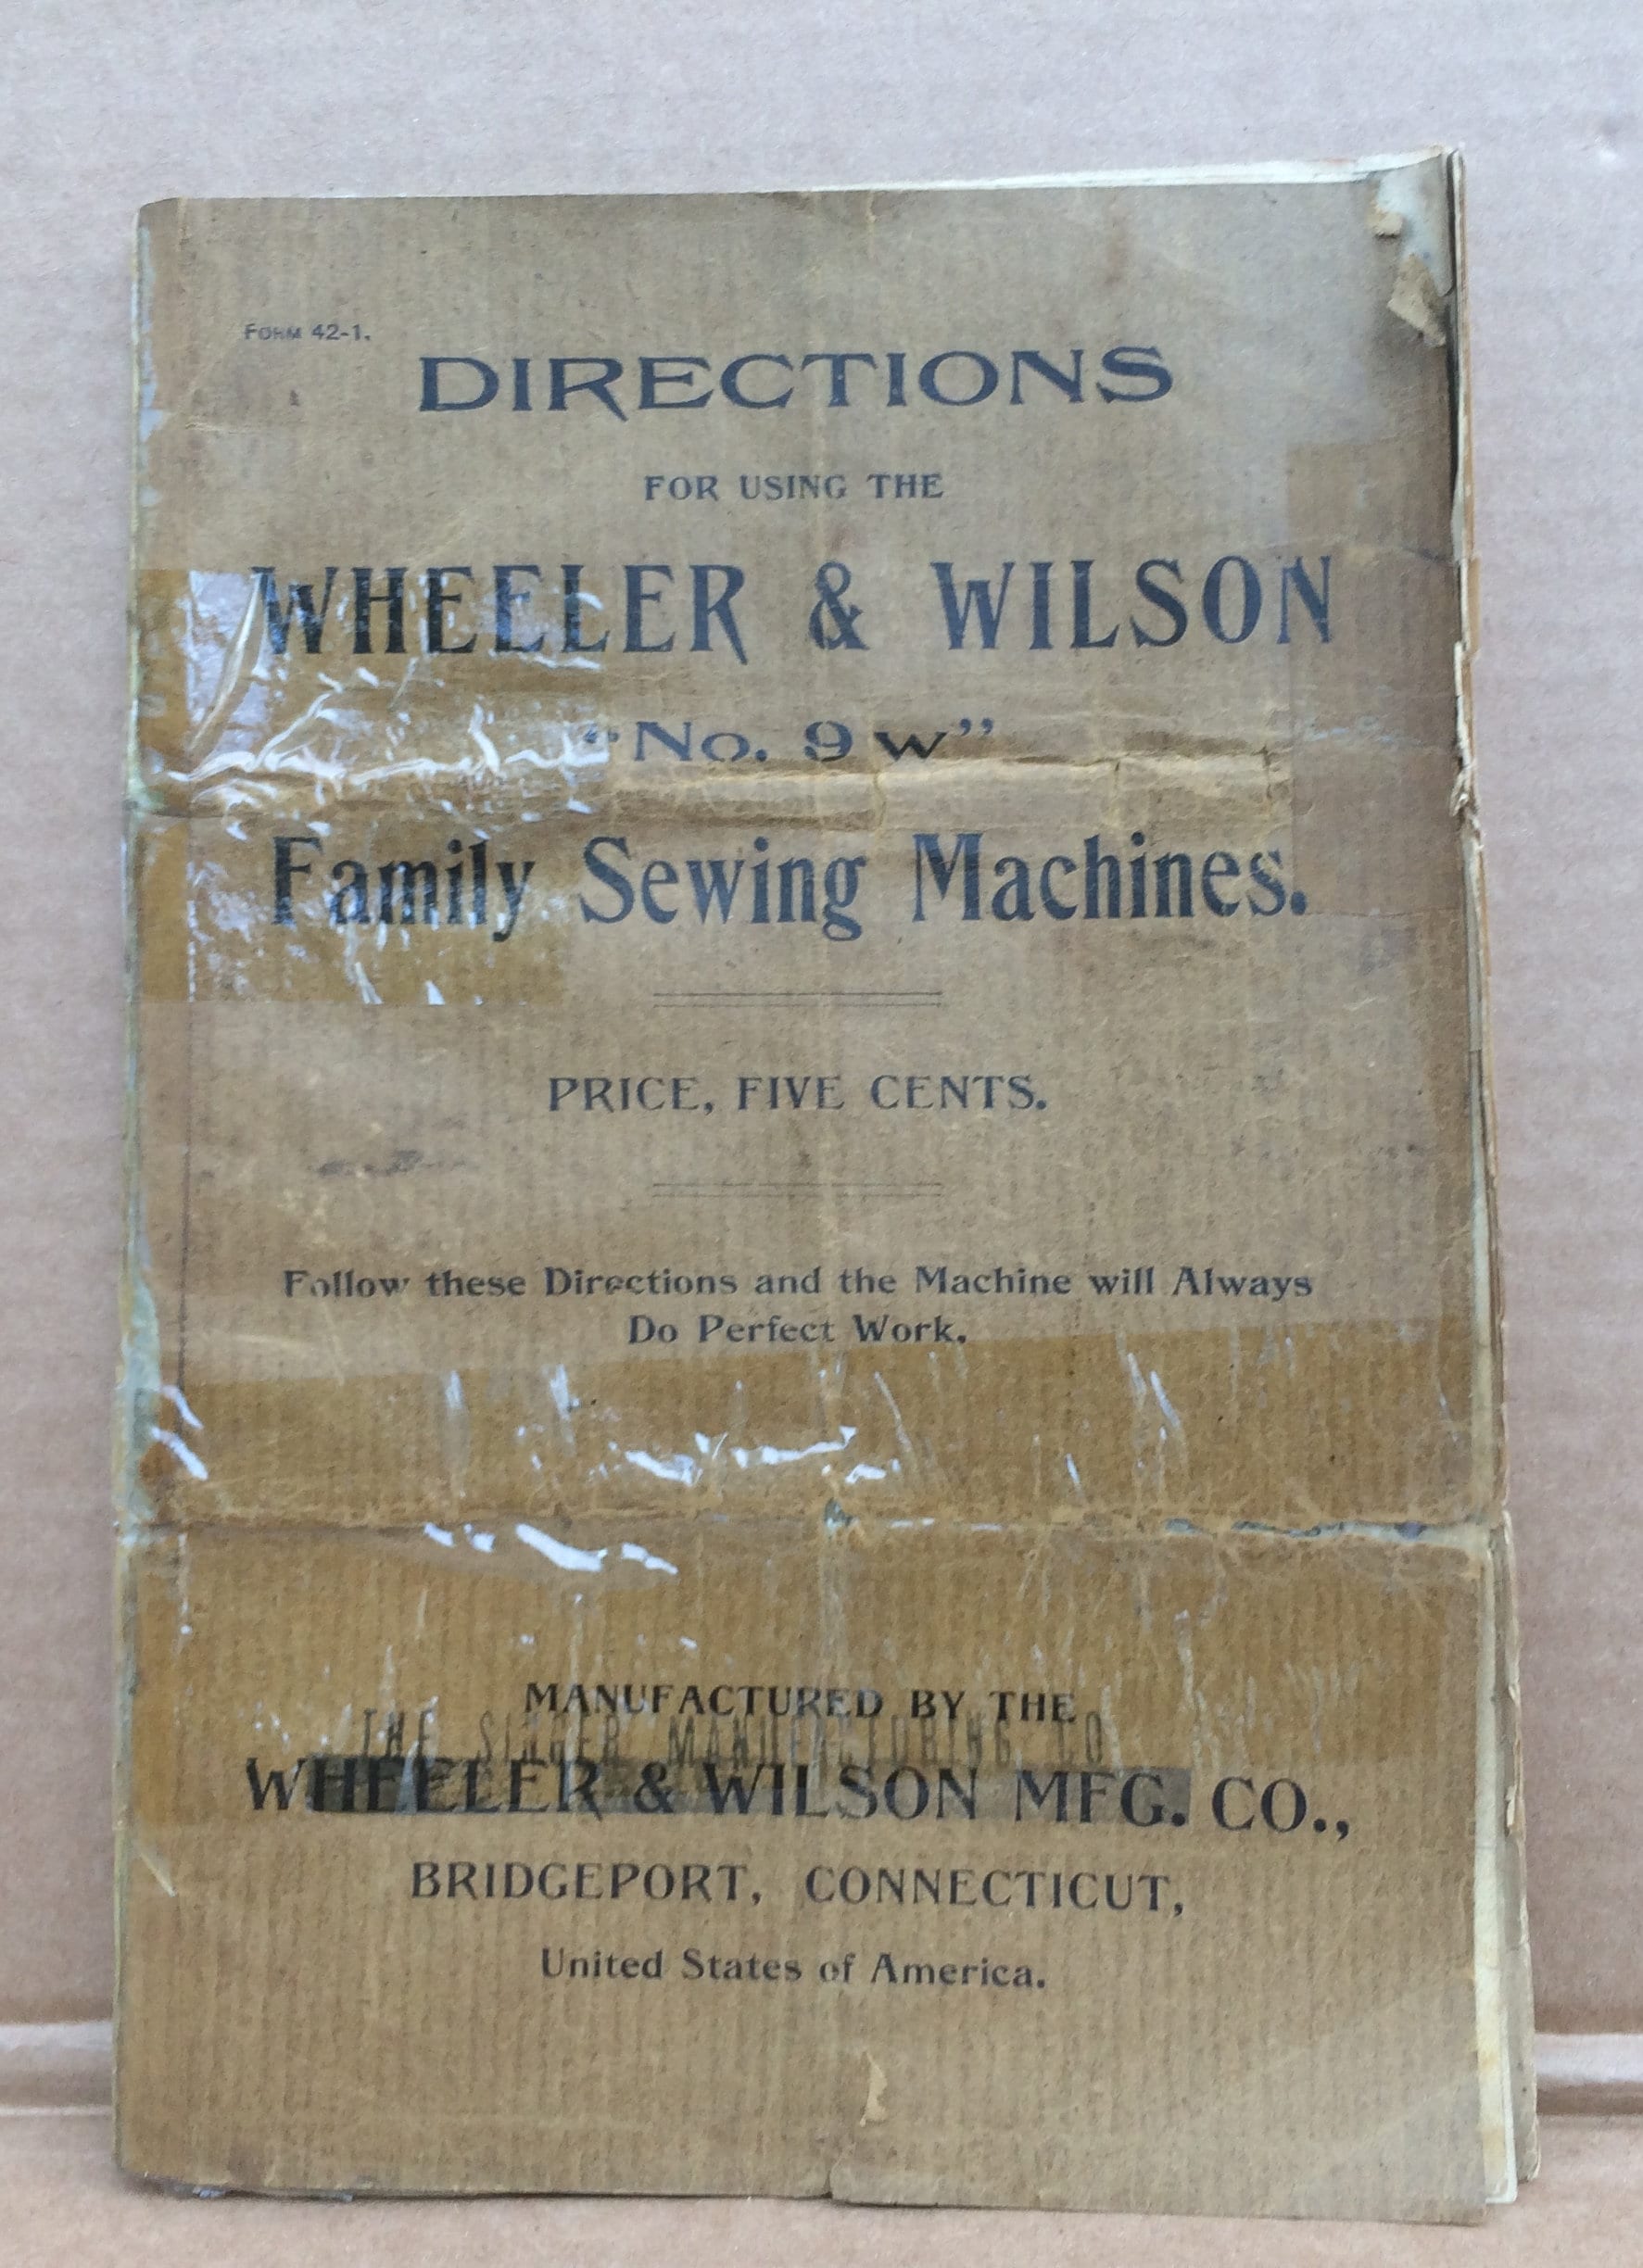 FORM 42-1.
DIRECTIONS
FOR USING THE
WHEELER & WILSON
“No. 9 w”
Family Sewing Machines.
PRICE, FIVE CENTS.
Follow these Directions and the Machine will Always
Do Perfect Work.
MANUFACTURED BY THE
THE SINGER MANUFACTURING CO
WHEELER & WILSON MFG. CO.,
BRIDGEPORT, CONNECTICUT,
United States of America.